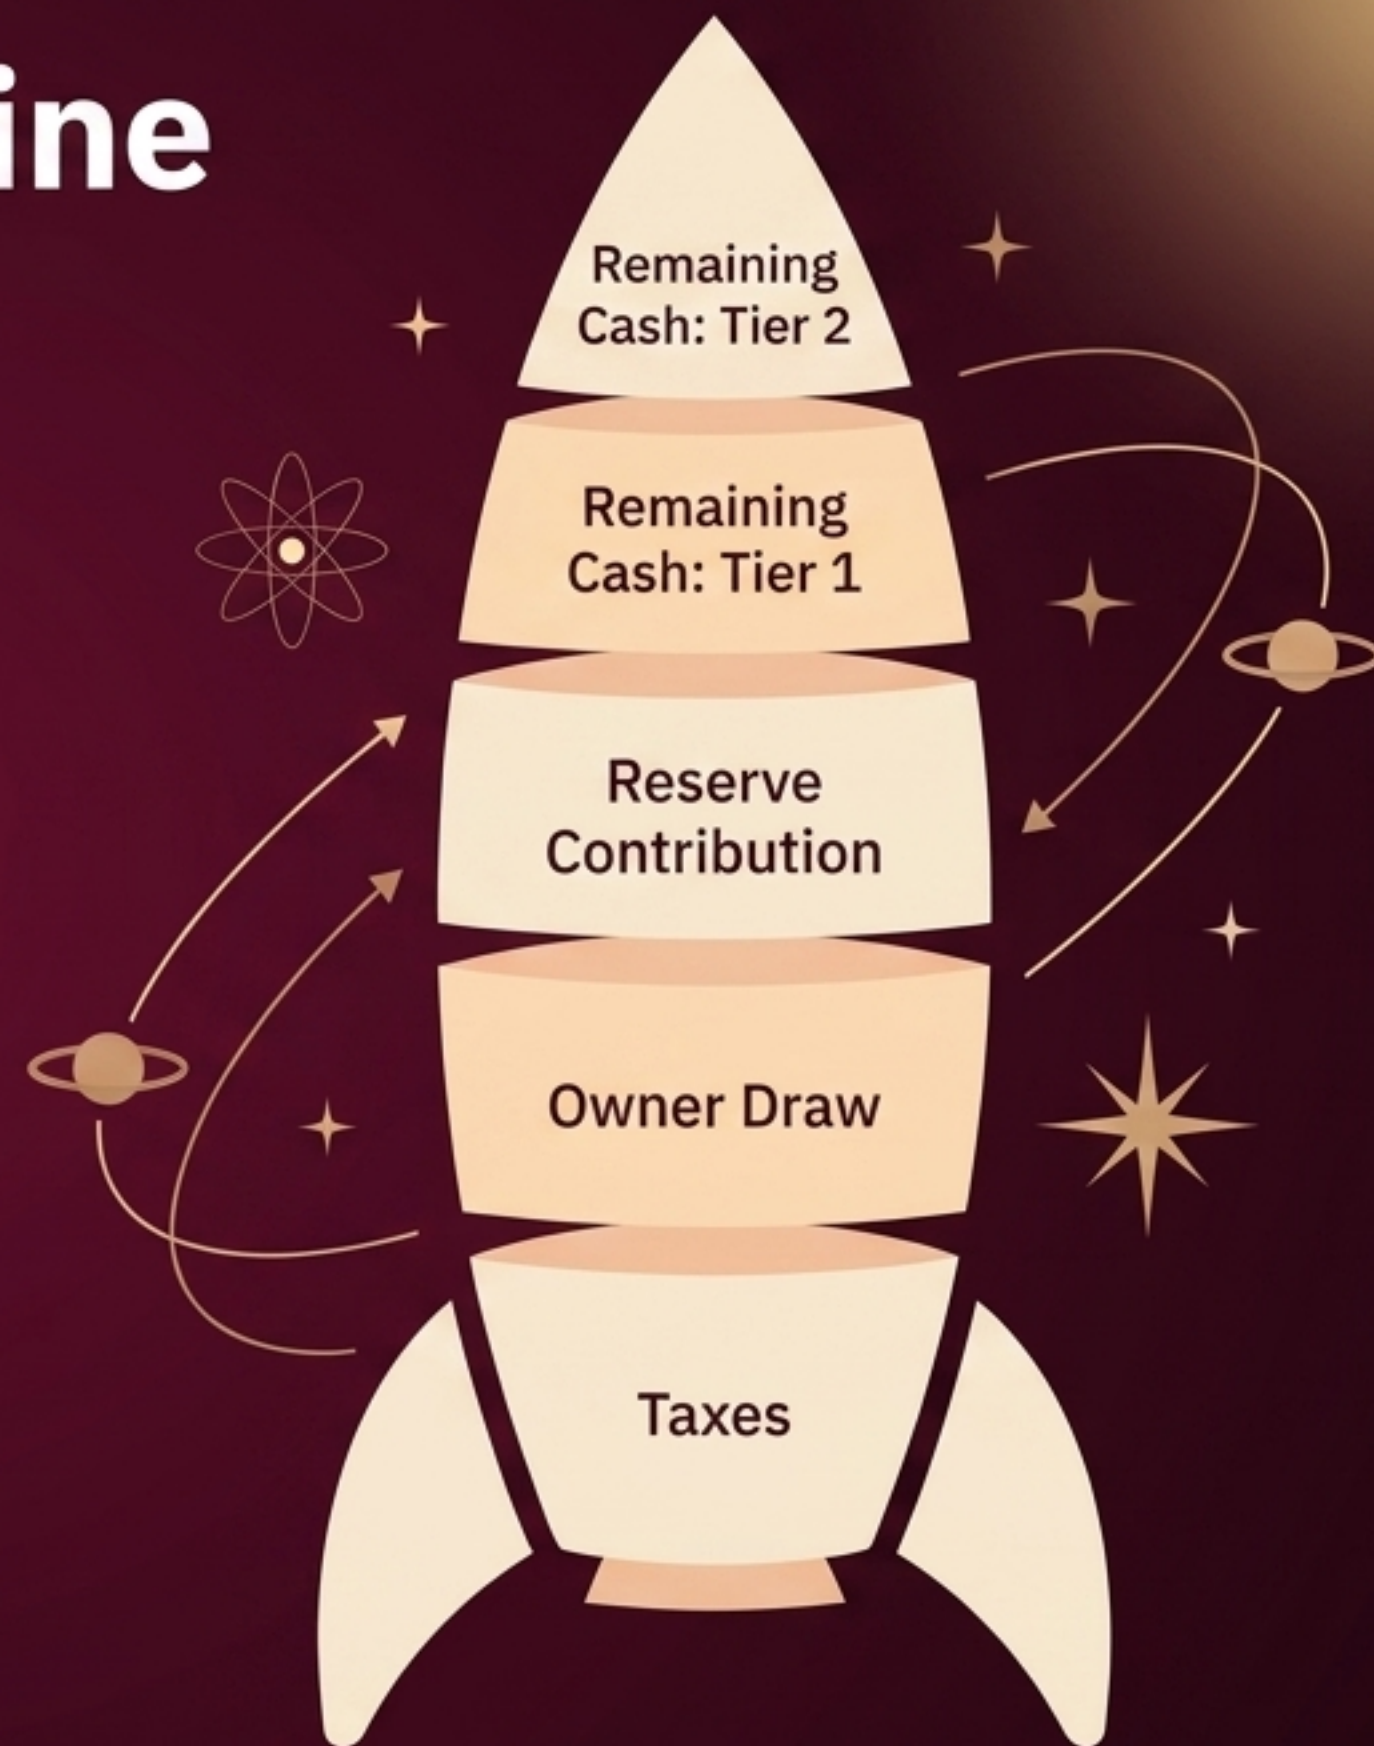 ine
Remaining
Cash: Tier 2
Remaining
Cash: Tier 1
Reserve
Contribution
Owner Draw
Taxes